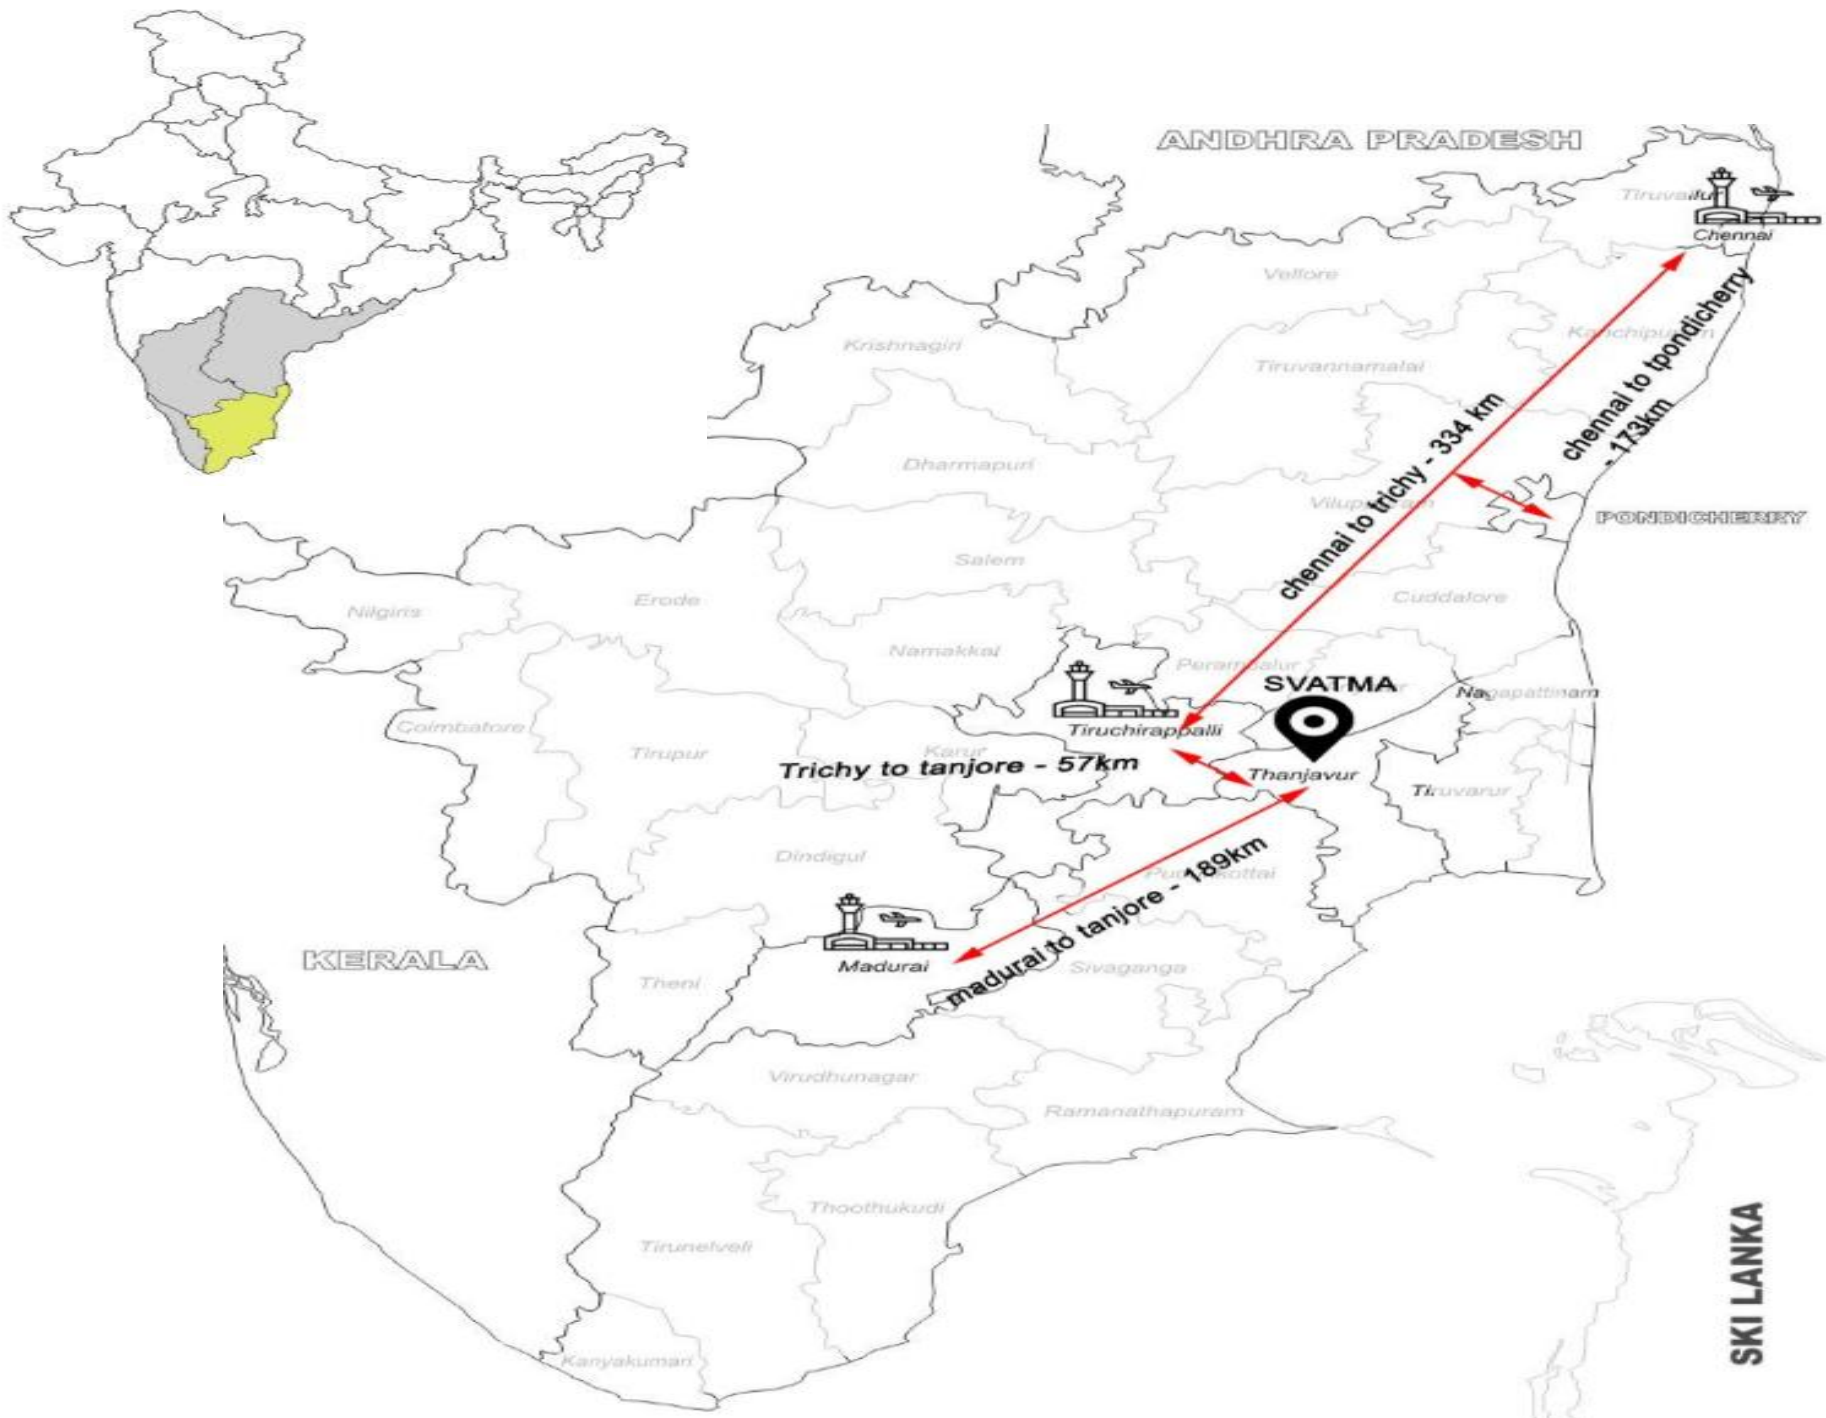 ANDHRA PRADESH
Tiruvallur
Chennai
Vellore
Kanchipuram
Krishnagiri
Tiruvannamalai
chennai to tpondicherry
- 173km
chennai to trichy - 334 km
Dharmapuri
Viluppuram
PONDICHERRY
Salem
Nilgiris
Erode
Cuddalore
Namakkal
Perambalur
SVATMA
Nagapattinam
Coimbatore
Tirupur
Karur
Tiruchirappalli
Trichy to tanjore - 57km
Thanjavur
Tiruvarur
Dindigul
Pudukkottai
madurai to tanjore - 189km
KERALA
Madurai
Theni
Sivaganga
Virudhunagar
Ramanathapuram
Thoothukudi
Tirunelveli
SKI LANKA
Kanyakumari